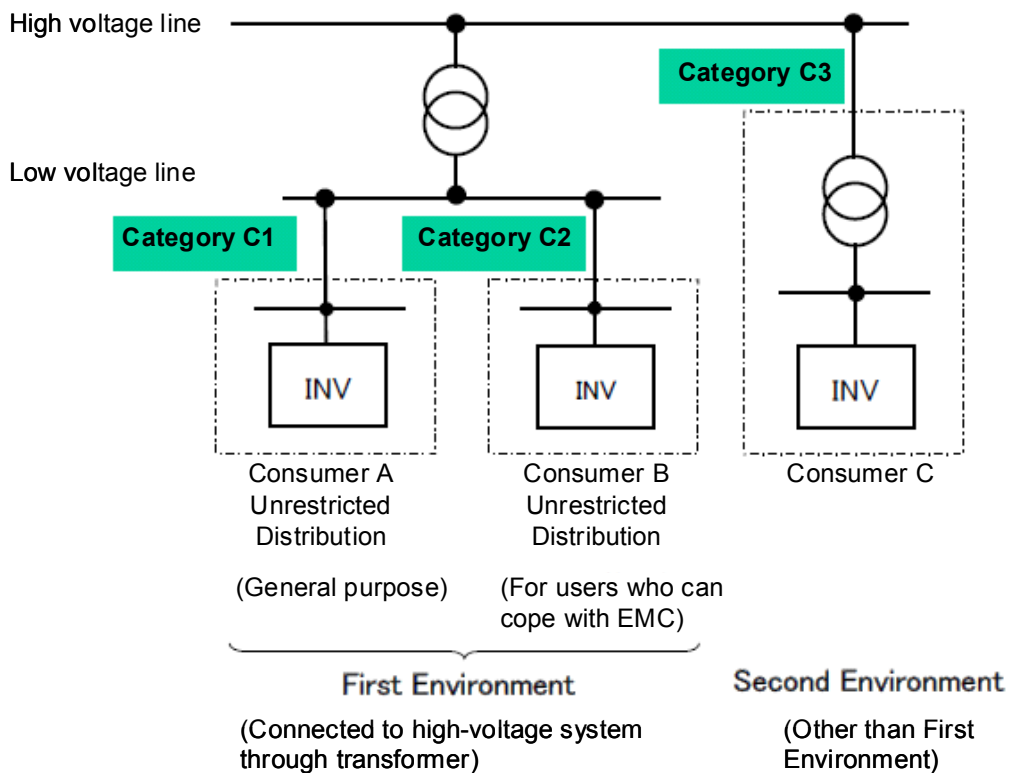 High voltage line
Category C3
Low voltage line
Category C1
Category C2
INV
INV
INV
Consumer A
Unrestricted
Distribution
(General purpose)
Consumer B
Unrestricted
Distribution
(For users who can
cope with EMC)
Consumer C
First Environment
(Connected to high-voltage system
through transformer)
Second Environment
(Other than First
Environment)